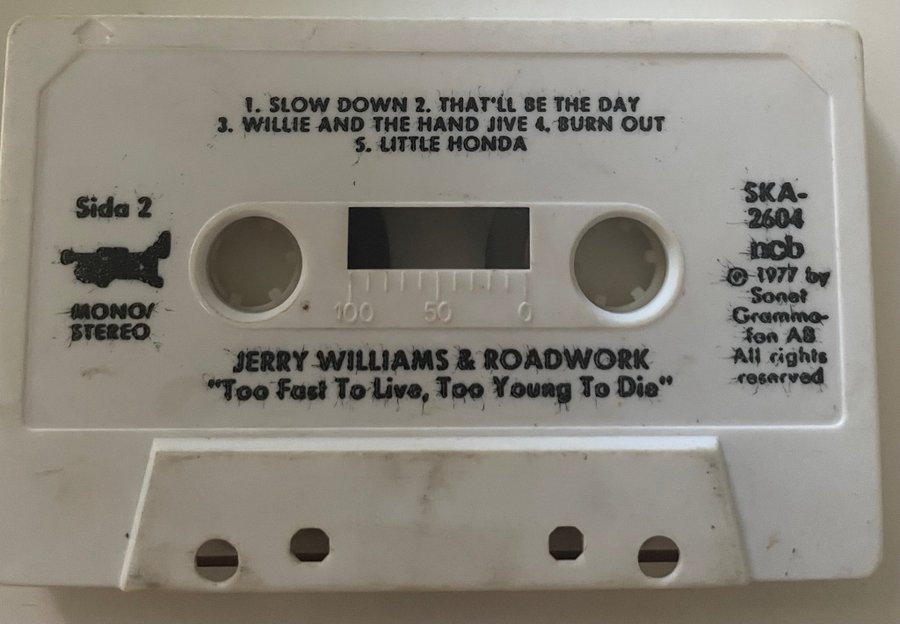 1. SLOW DOWN 2. THAT'LL BE THE DAY
3. WILLIE AND THE HAND JIVE 4. BURN OUT
5. LITTLE HONDA
Sida 2
MONO/
STEREO
100 50 0
SKA-
2604
ncb
© 1977 by
Sonet
Grammo-
fon AB
All rights
reserved
JERRY WILLIAMS & ROADWORK
"Too Fast To Live, Too Young To Die"